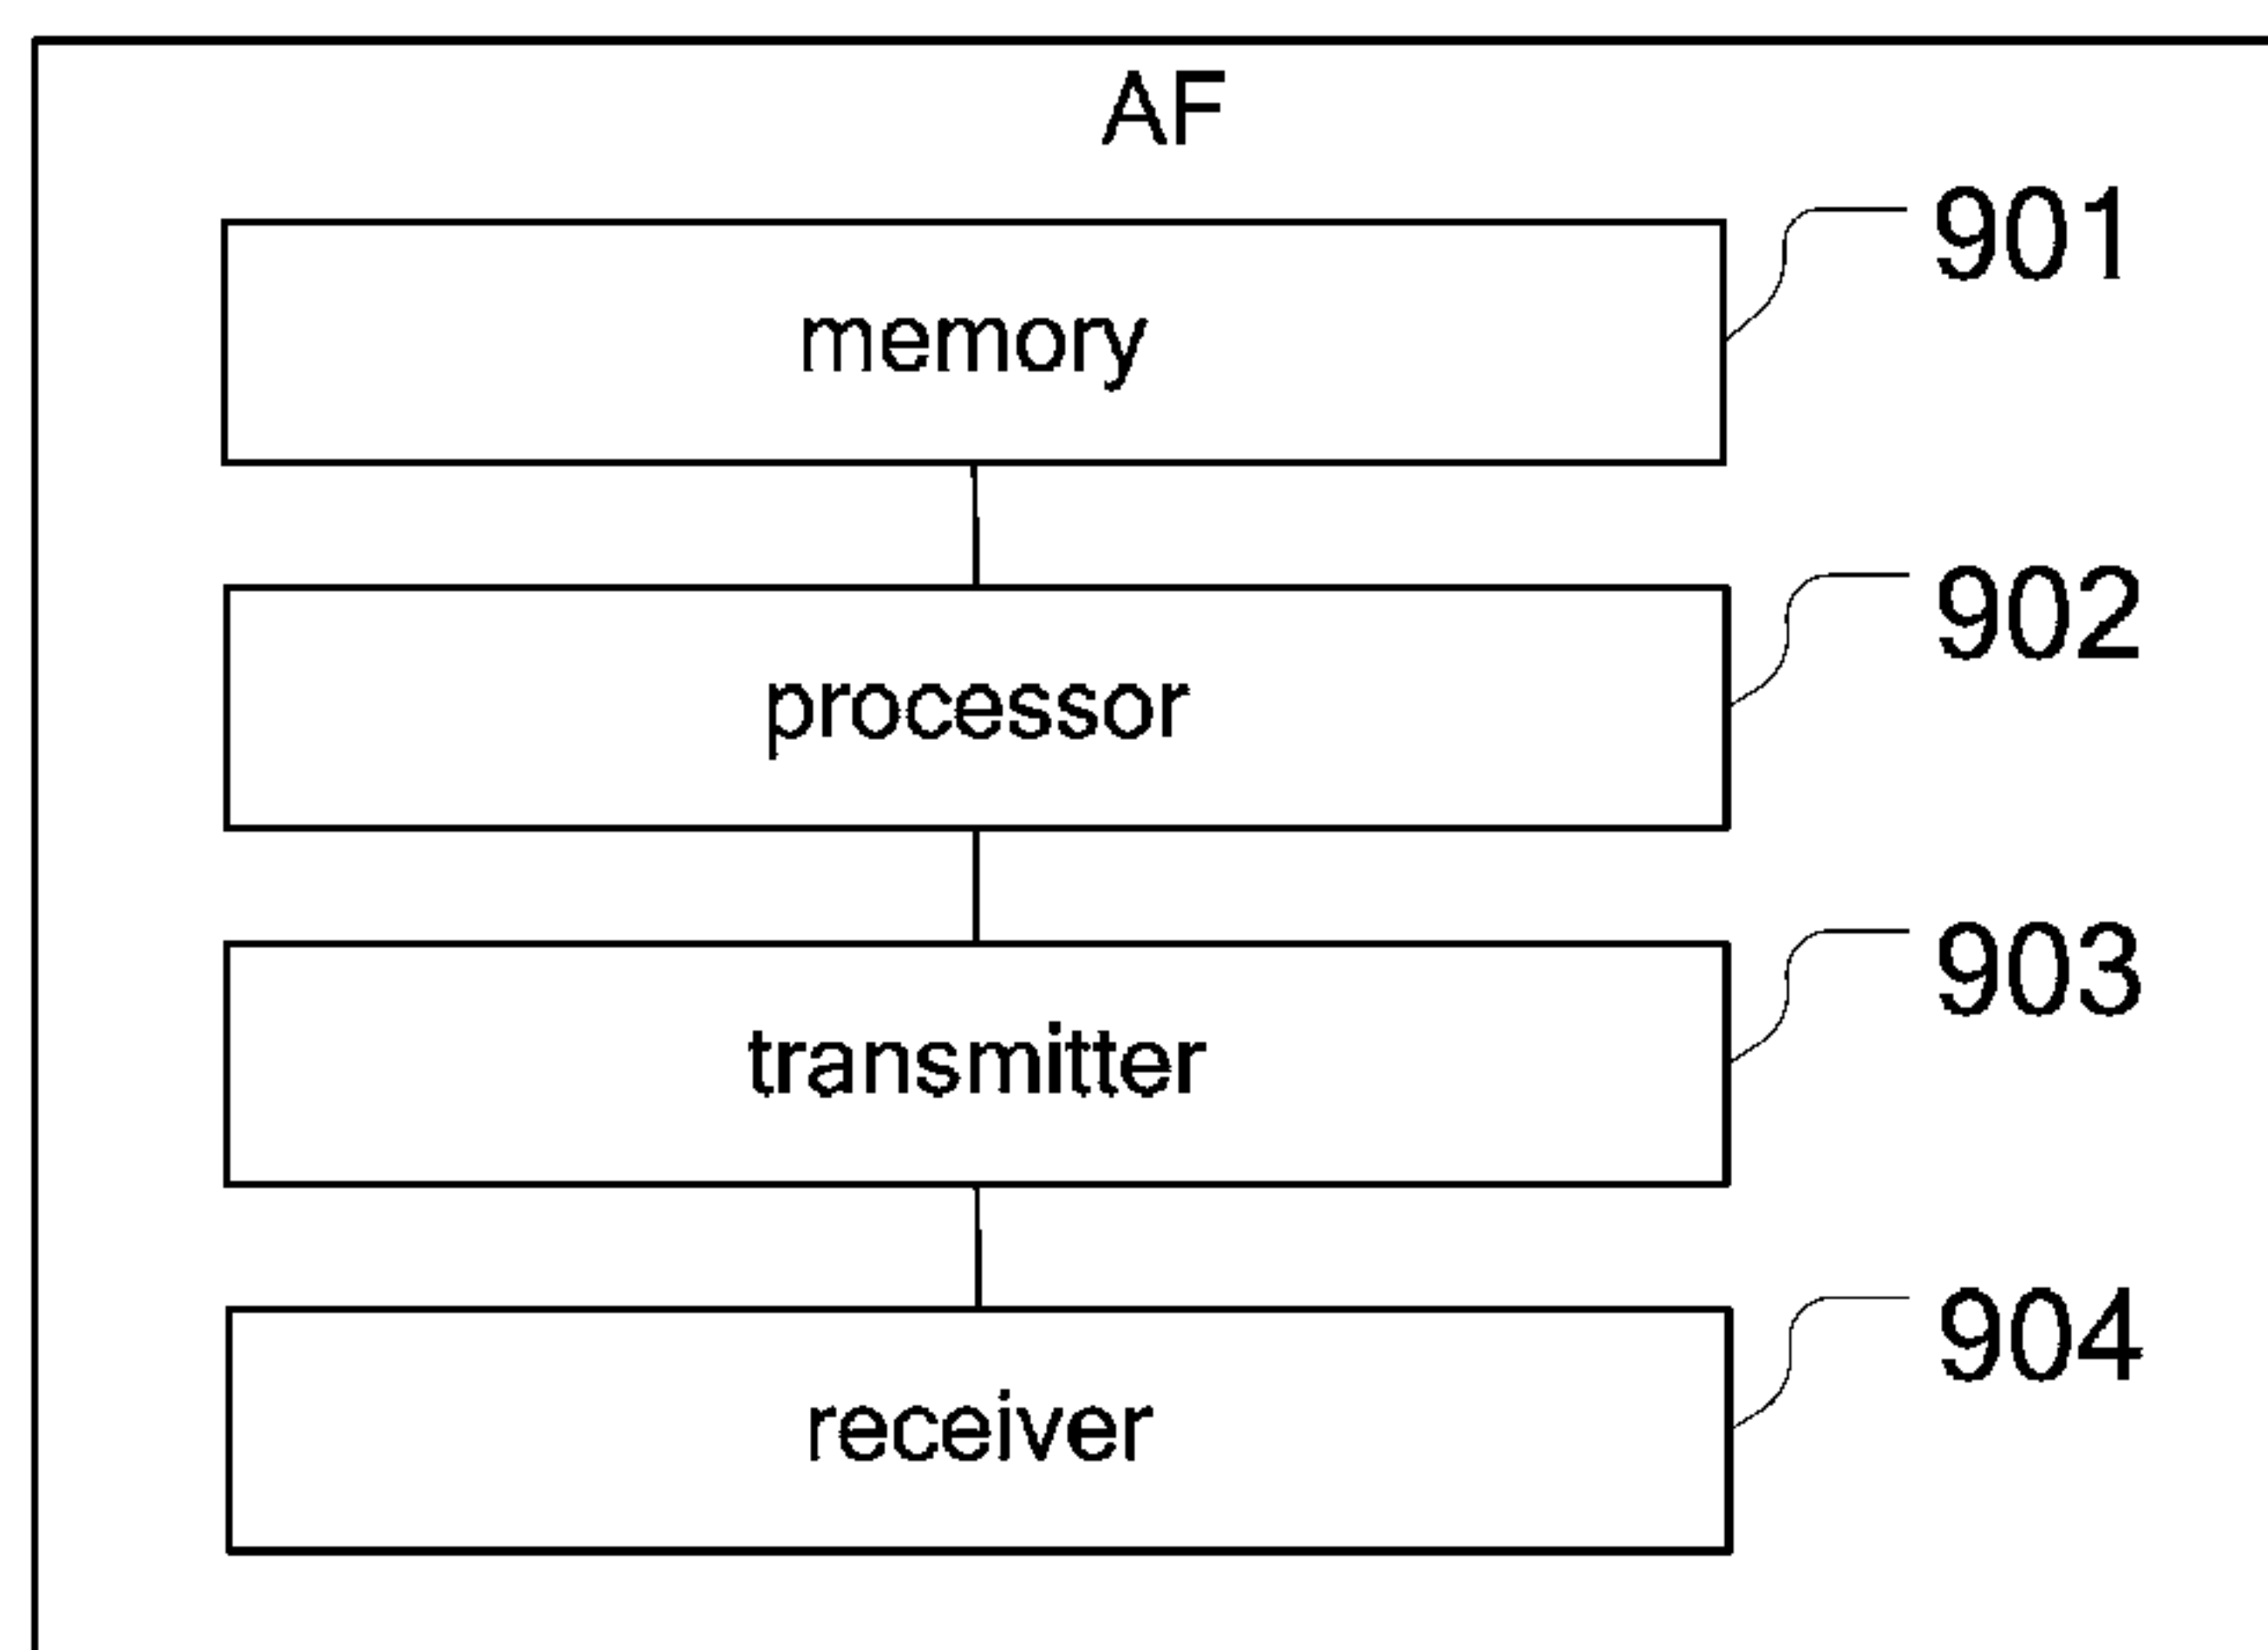 AF
901
memory
902
processor
903
transmitter
904
receiver